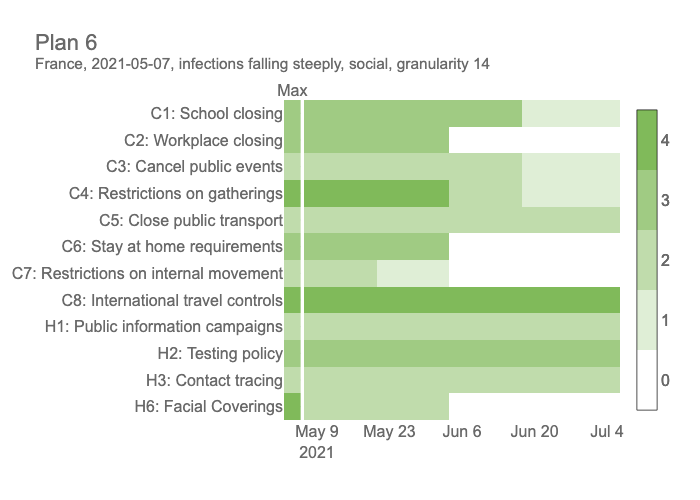 Plan 6
France, 2021-05-07, infections falling steeply, social, granularity 14
Max
C1: School closing
C2: Workplace closing
C3: Cancel public events
C4: Restrictions on gatherings
C5: Close public transport
C6: Stay at home requirements
C7: Restrictions on internal movement
C8: International travel controls
H1: Public information campaigns
H2: Testing policy
H3: Contact tracing
H6: Facial Coverings
May 9 May 23 Jun 6 Jun 20 Jul 4
2021
4
3
2
1
0